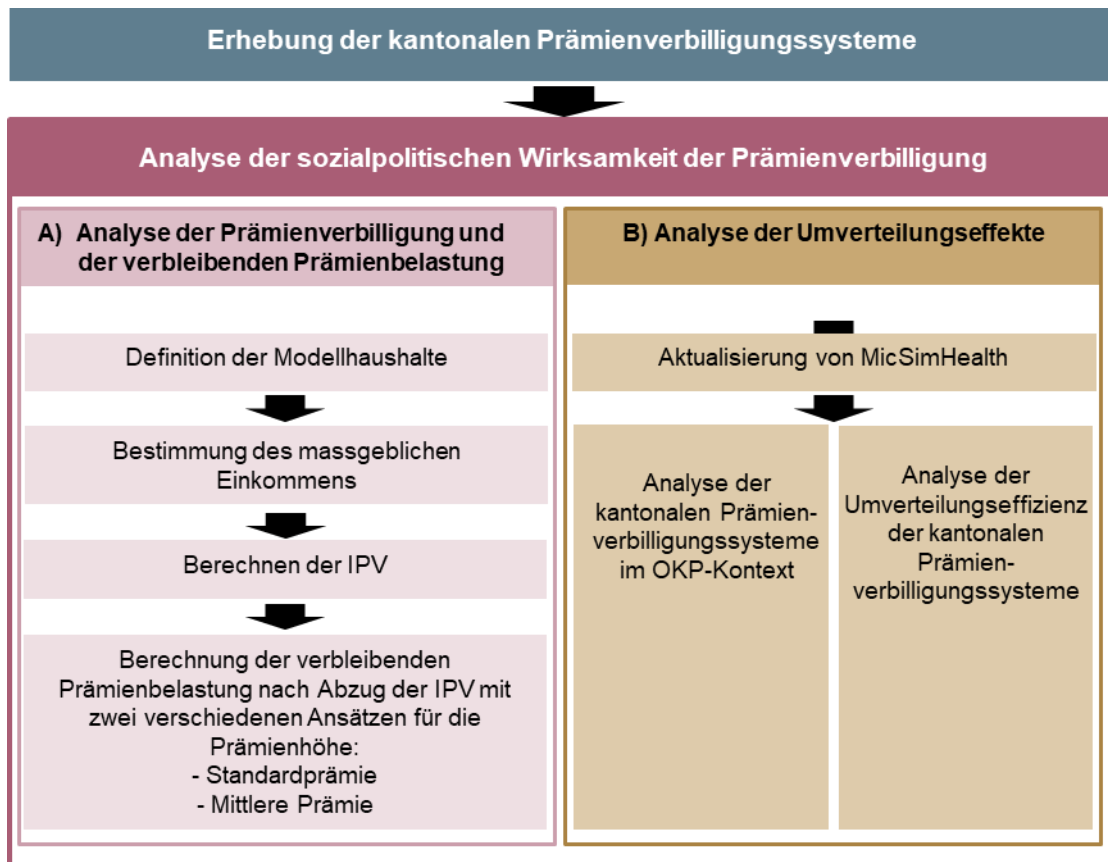 Erhebung der kantonalen Prämienverbilligungssysteme
Analyse der sozialpolitischen Wirksamkeit der Prämienverbilligung
A) Analyse der Prämienverbilligung und
der verbleibenden Prämienbelastung
Definition der Modellhaushalte
Bestimmung des massgeblichen
Einkommens
Berechnen der IPV
Berechnung der verbleibenden
Prämienbelastung nach Abzug der IPV mit
zwei verschiedenen Ansätzen für die
Prämienhöhe:
- Standardprämie
- Mittlere Prämie
B) Analyse der Umverteilungseffekte
Aktualisierung von MicSimHealth
Analyse der
kantonalen Prämien-
verbilligungssysteme
im OKP-Kontext
Analyse der
Umverteilungseffizienz
der kantonalen
Prämien-
verbilligungssysteme